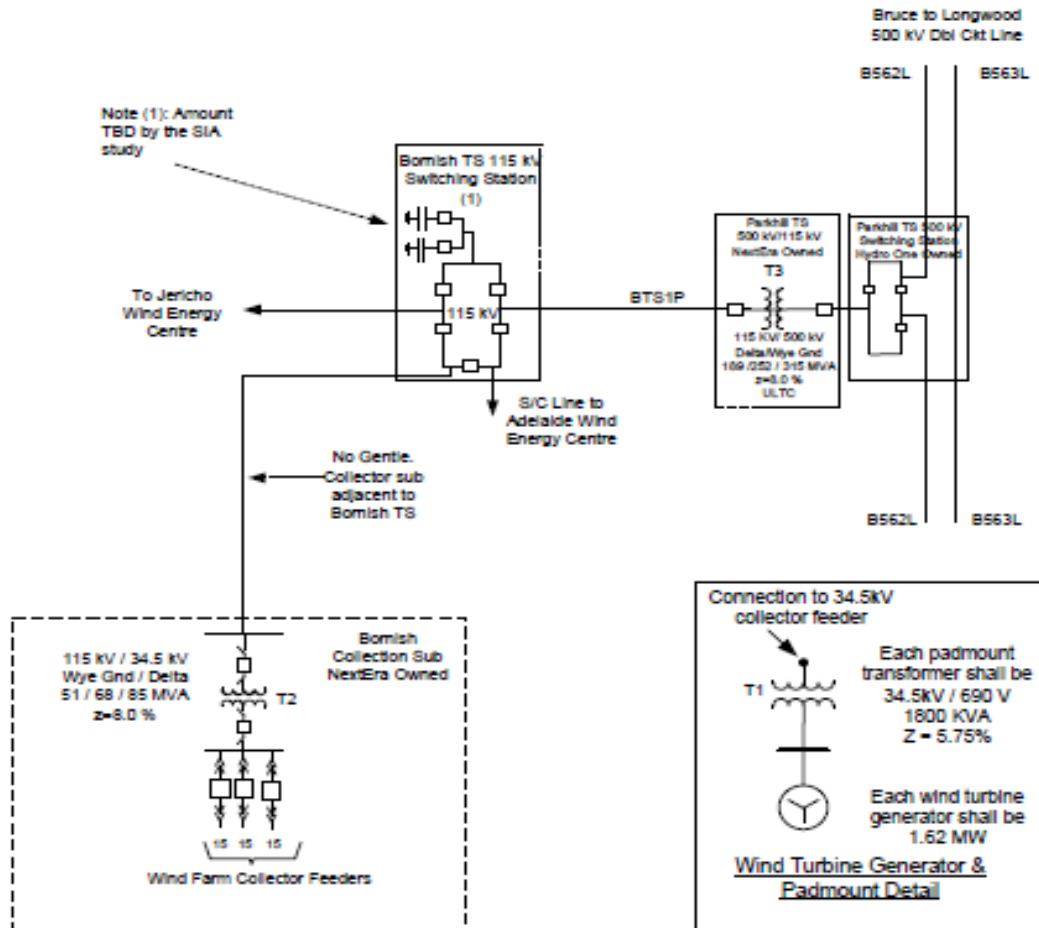 Bruce to Longwood
500 kV Dbl Ckt Line
B562L
B563L
Note (1): Amount
TBD by the SIA
study
Bornish TS 115 kV
Switching Station
(1)
115 kV
To Jericho
Wind Energy
Centre
BTS1P
S/C Line to
Adelaide Wind
Energy Centre
Parkhill TS
500 kV/115 kV
NextEra Owned
T3
115 KV/ 500 kV
Delta/Wye Gnd
189 /252 / 315 MVA
z=8.0 %
ULTC
Parkhill TS 500 kV
Switching Station
Hydro One Owned
B562L
B563L
No Gentie.
Collector sub
adjacent to
Bornish TS
115 kV / 34.5 kV
Wye Gnd / Delta
51 / 68 / 85 MVA
z=8.0 %
Bornish
Collection Sub
NextEra Owned
T2
15 15 15
Wind Farm Collector Feeders
Connection to 34.5kV
collector feeder
T1
Each padmount
transformer shall be
34.5kV / 690 V
1800 KVA
Z = 5.75%
Each wind turbine
generator shall be
1.62 MW
Wind Turbine Generator &
Padmount Detail